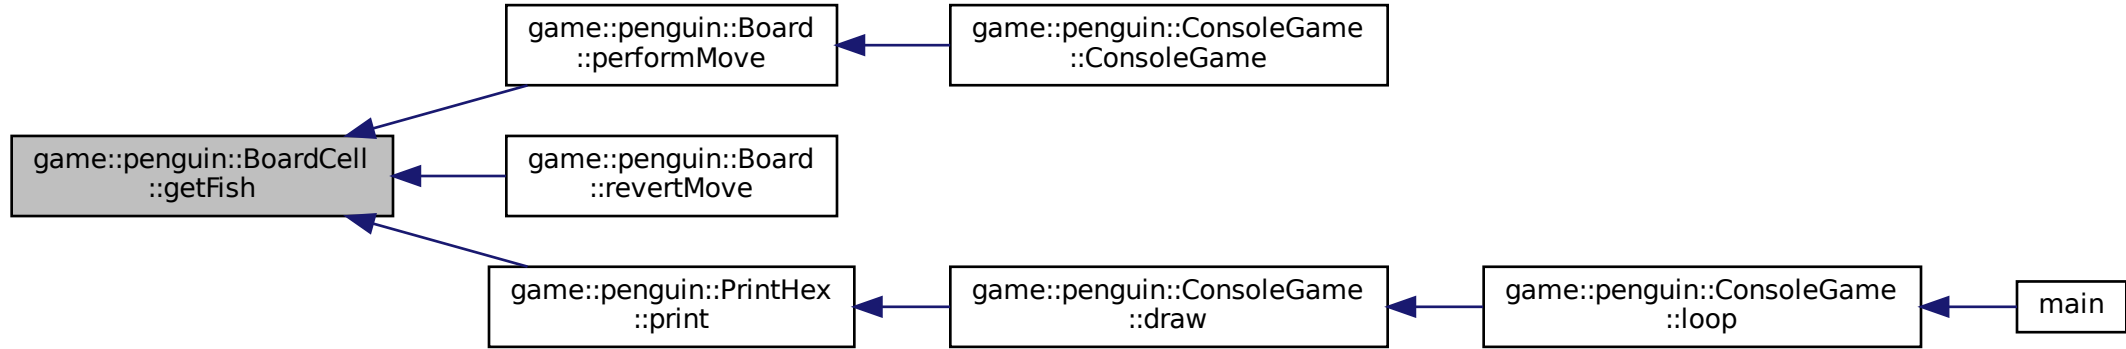 game::penguin::Board
::performMove
game::penguin::ConsoleGame
::ConsoleGame
game::penguin::BoardCell
::getFish
game::penguin::Board
::revertMove
game::penguin::PrintHex
::print
game::penguin::ConsoleGame
::draw
game::penguin::ConsoleGame
::loop
main